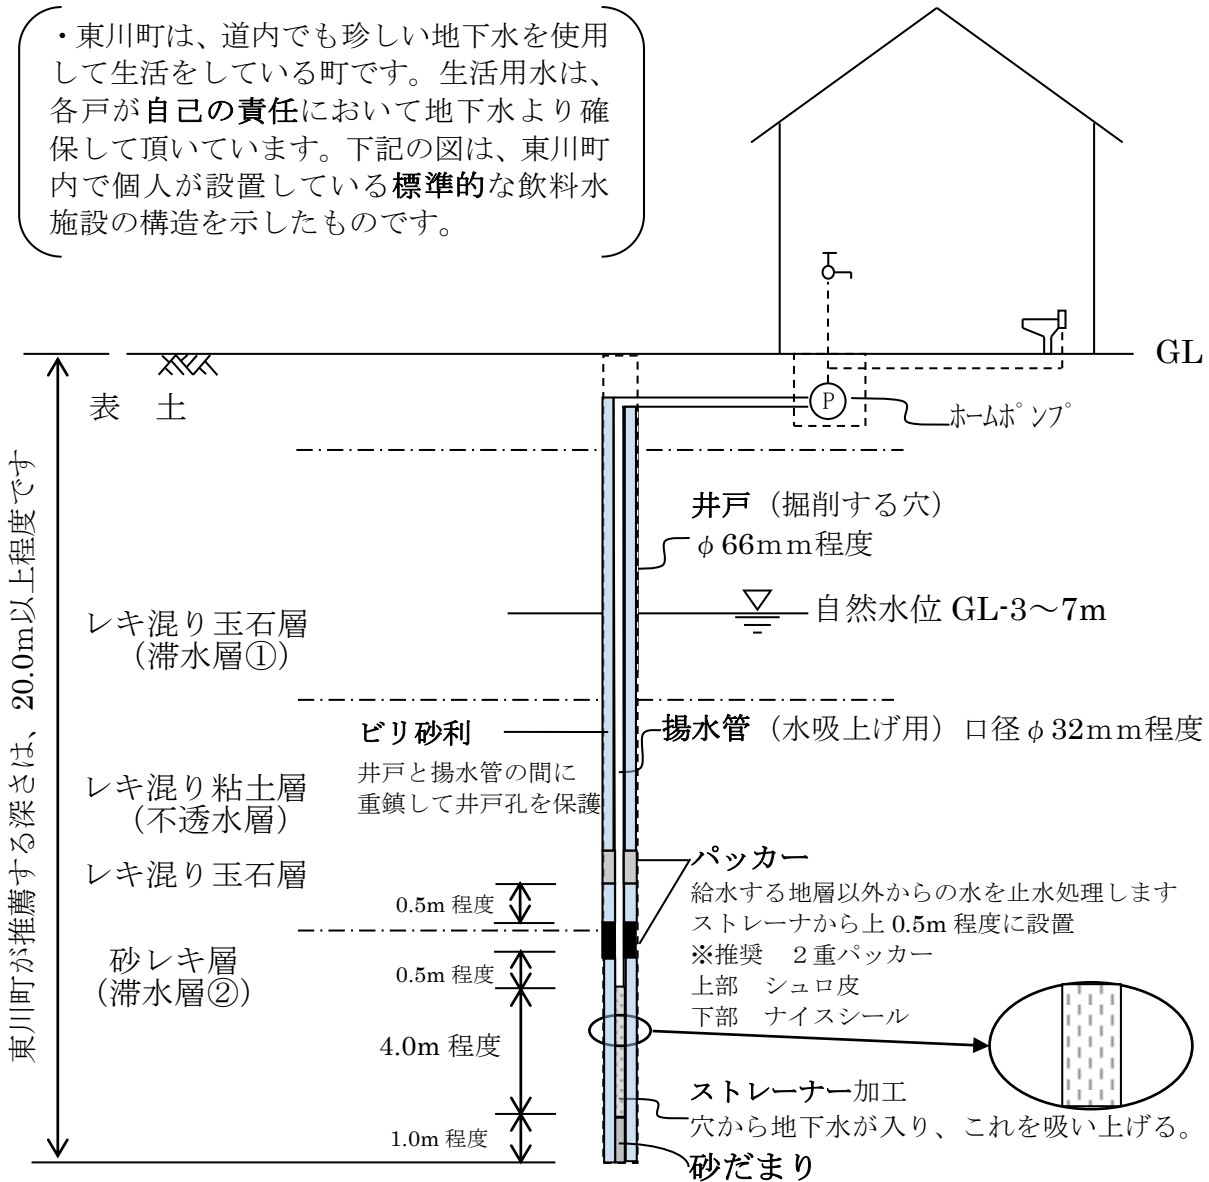 ・東川町は、道内でも珍しい地下水を使用
して生活をしている町です。生活用水は、
各戸が自己の責任において地下水より確
保して頂いています。下記の図は、東川町
内で個人が設置している標準的な飲料水
施設の構造を示したものです。
GL
表 土
P
ホームポンプ
東川町が推薦する深さは、20.0m以上程度です
井戸（掘削する穴）
φ66mm程度
レキ混り玉石層
（滞水層①）
自然水位 GL-3～7m
ビリ砂利
井戸と揚水管の間に
重鎮して井戸孔を保護
揚水管（水吸上げ用）口径φ32mm程度
レキ混り粘土層
（不透水層）
レキ混り玉石層
0.5m 程度
パッカー
給水する地層以外からの水を止水処理します
ストレーナから上 0.5m 程度に設置
※推奨 ２重パッカー
上部 シュロ皮
下部 ナイスシール
砂レキ層
（滞水層②）
0.5m 程度
4.0m 程度
ストレーナー加工
穴から地下水が入り、これを吸い上げる。
1.0m 程度
砂だまり